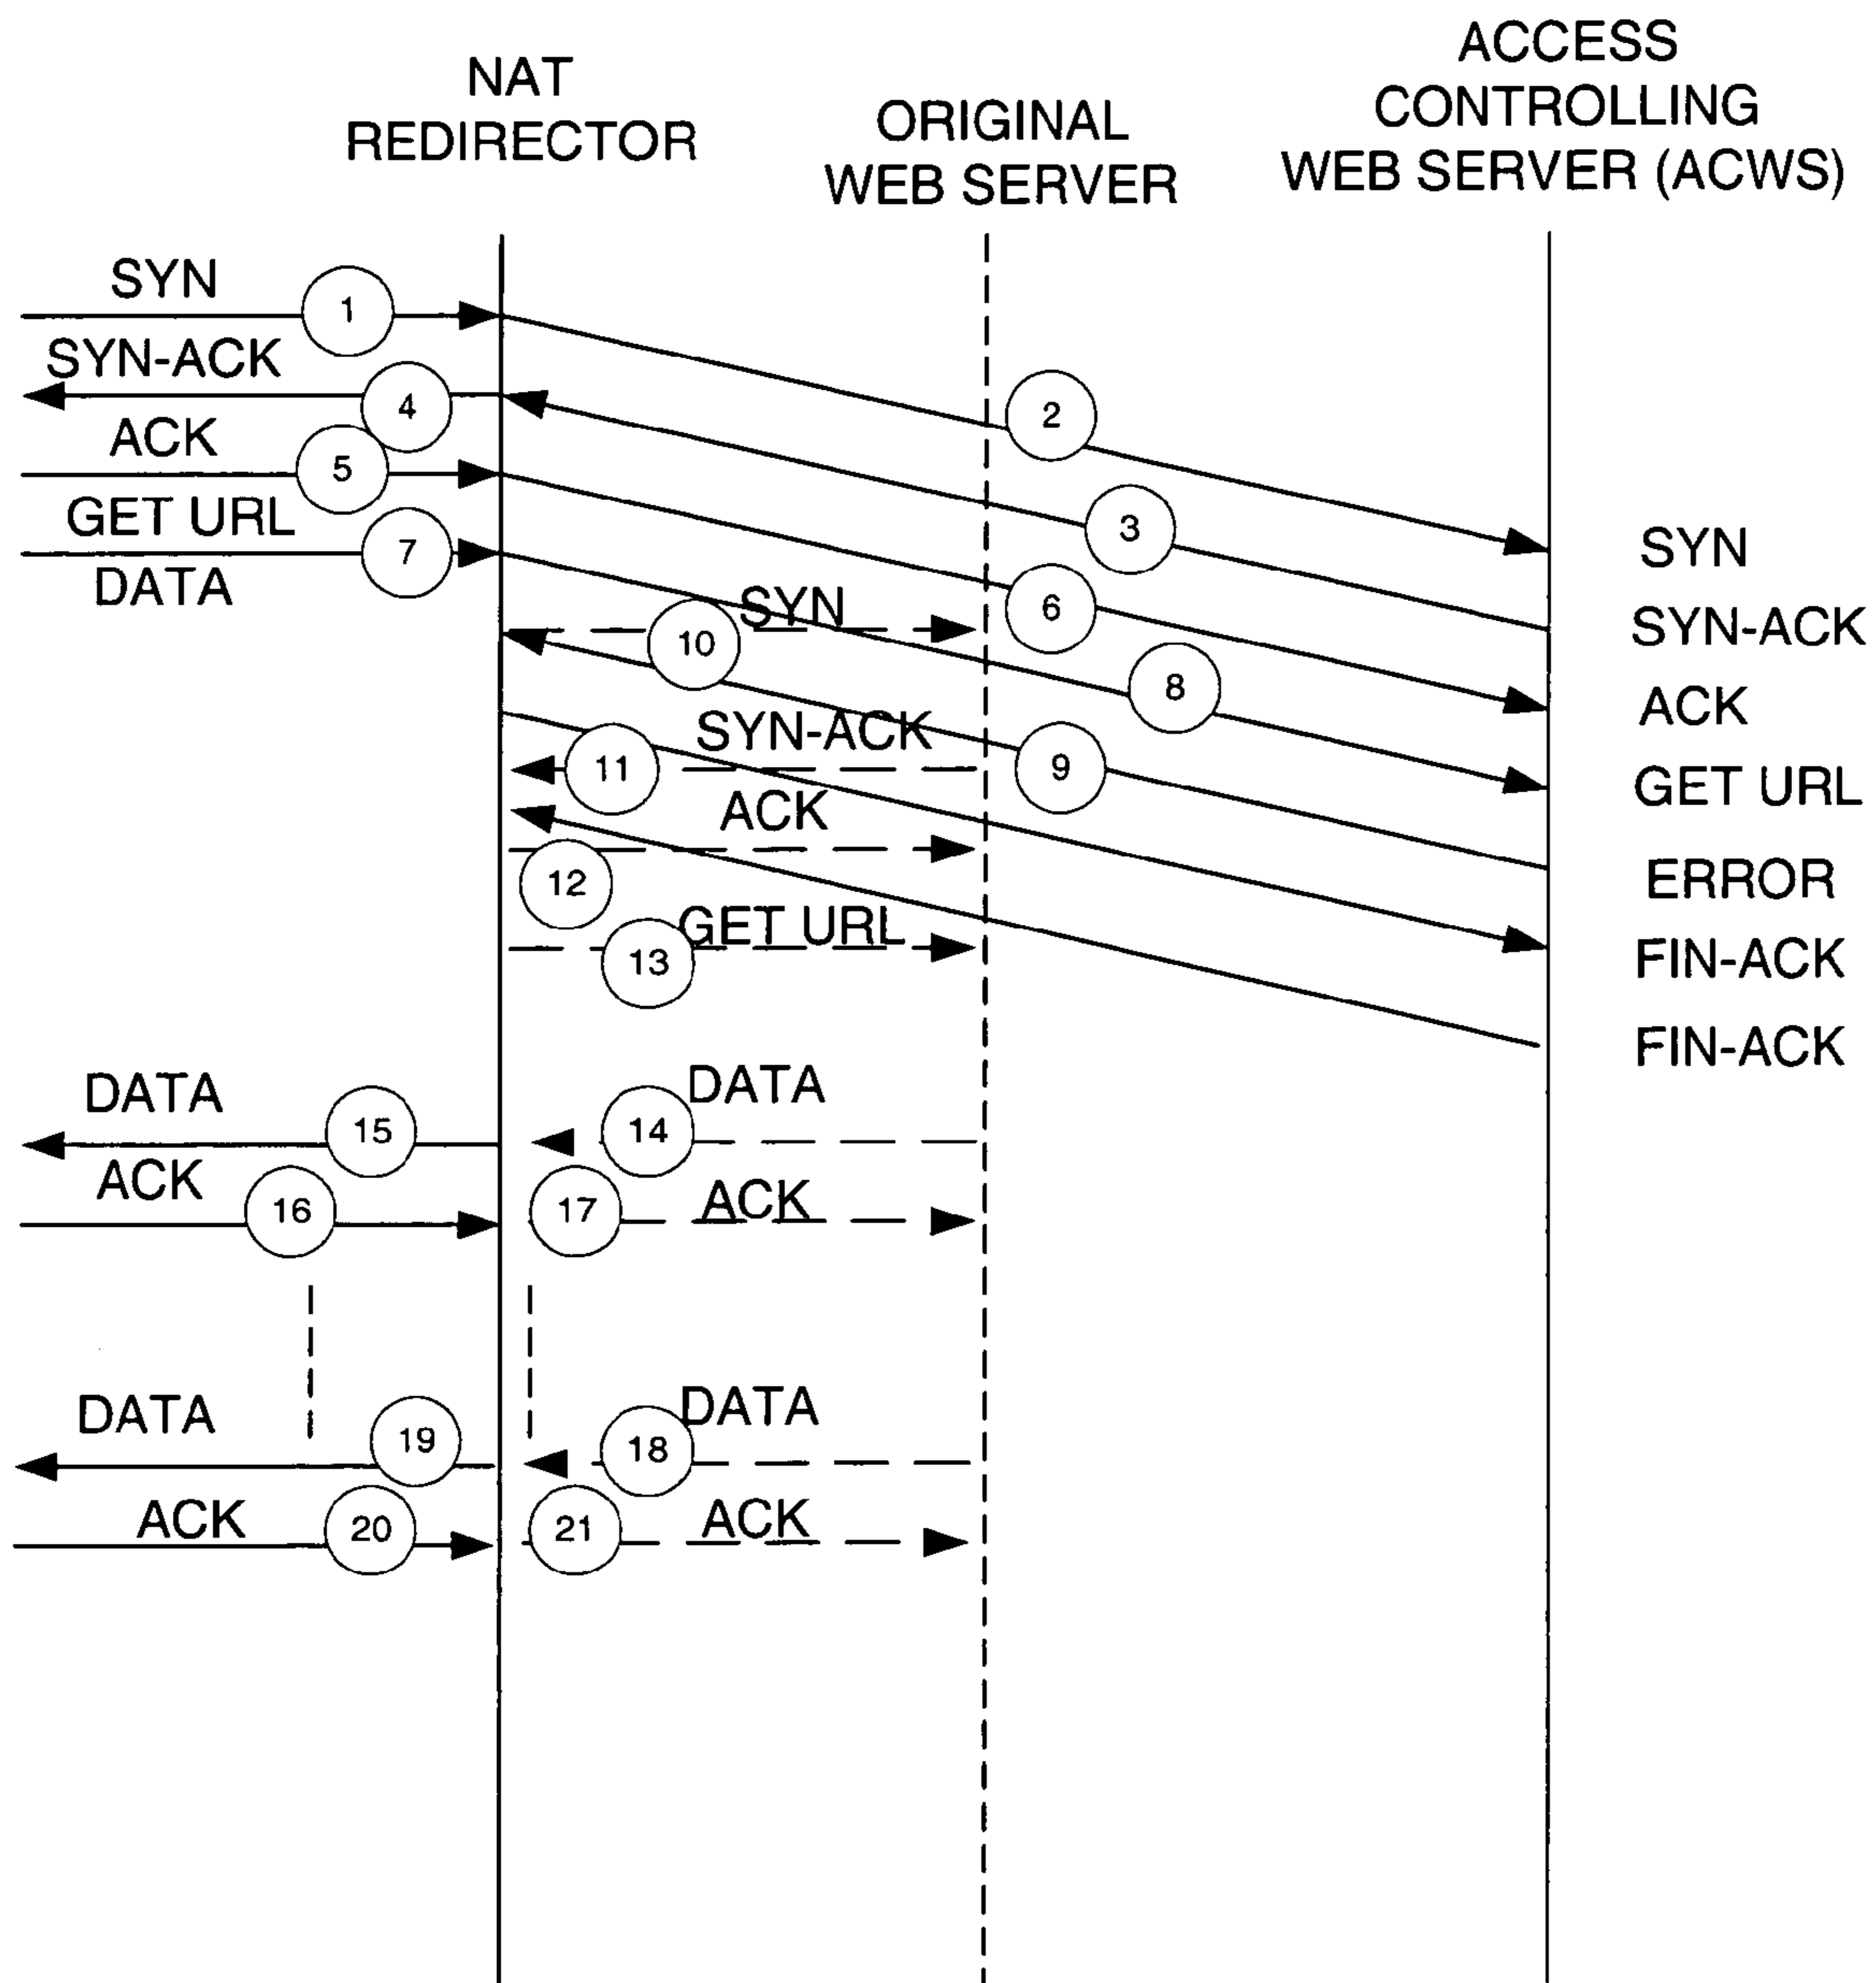 NAT
REDIRECTOR
ORIGINAL
WEB SERVER
ACCESS
CONTROLLING
WEB SERVER (ACWS)
SYN
1
SYN-ACK
4
2
ACK
5
3
SYN
GET URL
7
DATA
SYN
10
6
SYN-ACK
8
ACK
SYN-ACK
11
9
GET URL
ACK
12
ERROR
GET URL
13
FIN-ACK
FIN-ACK
DATA
15
14
DATA
ACK
16
17
ACK
DATA
19
18
DATA
ACK
20
21
ACK